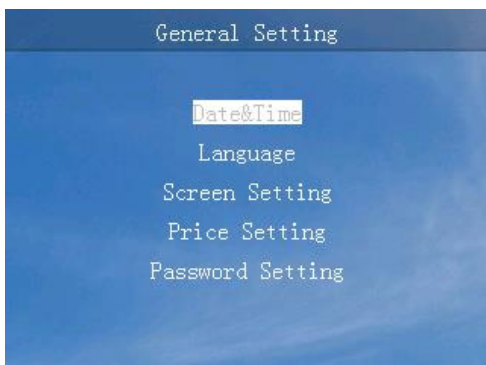 General Setting
Date&Time
Language
Screen Setting
Price Setting
Password Setting